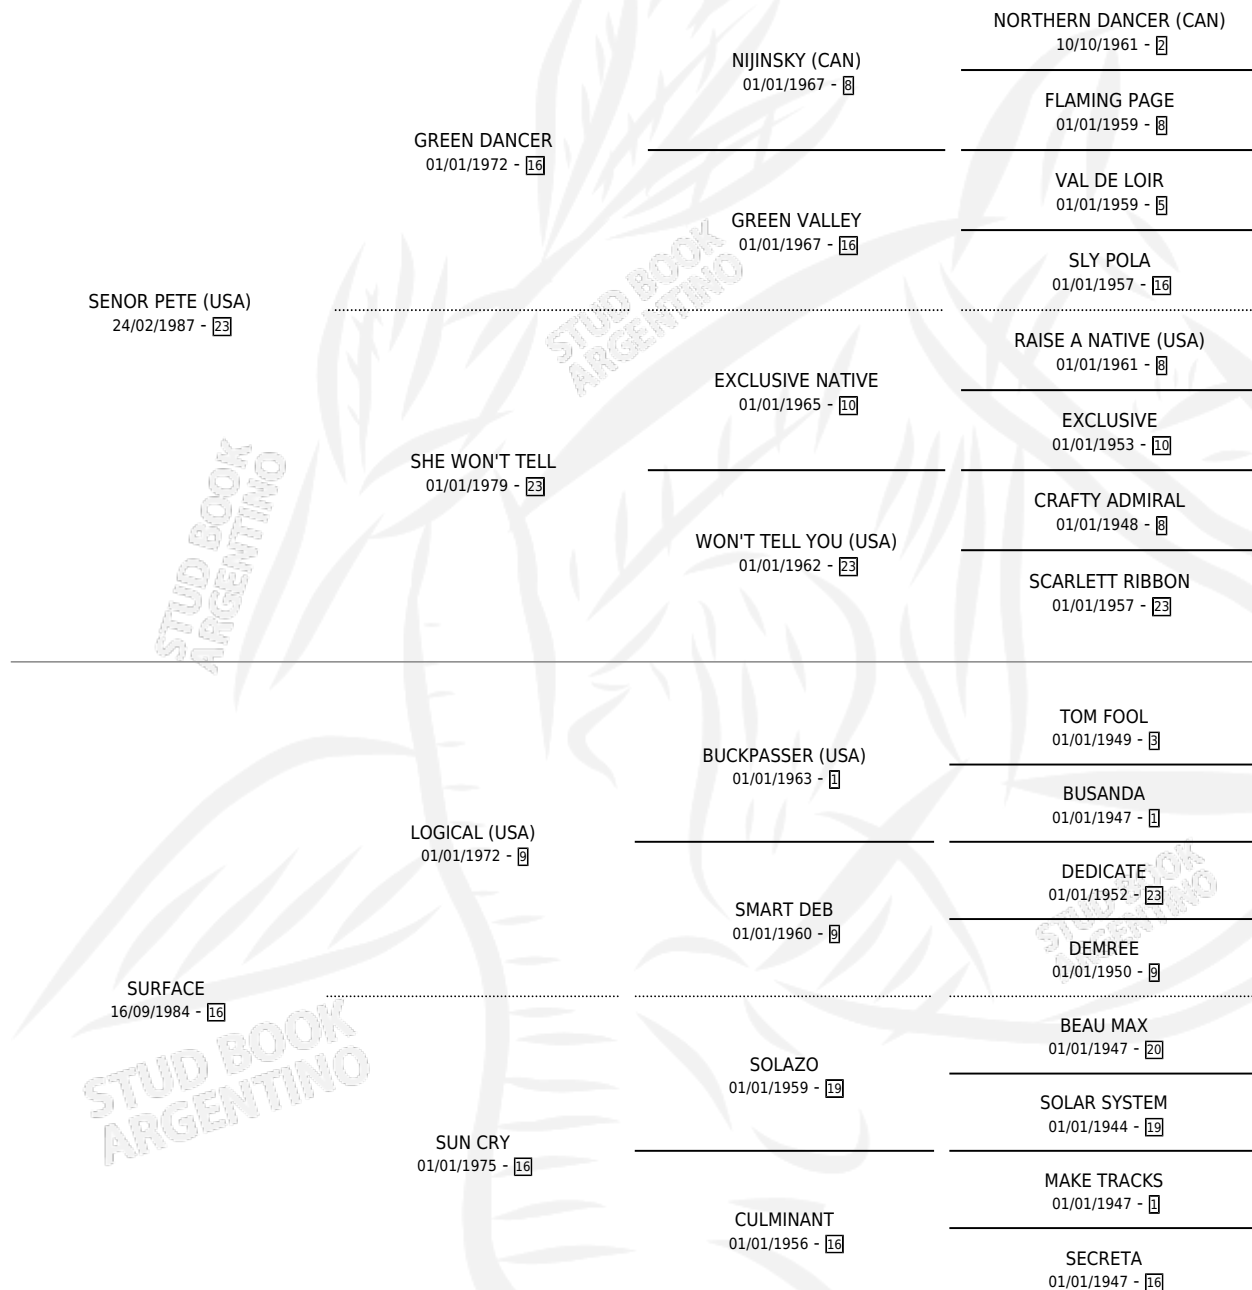 NORTHERN DANCER (CAN)
10/10/1961 - 2
NIJINSKY (CAN)
01/01/1967 - 8
FLAMING PAGE
01/01/1959 - 8
GREEN DANCER
01/01/1972 - 16
VAL DE LOIR
01/01/1959 - 5
GREEN VALLEY
01/01/1967 - 16
SLY POLA
01/01/1957 - 16
SENOR PETE (USA)
24/02/1987 - 23
RAISE A NATIVE (USA)
01/01/1961 - 8
EXCLUSIVE NATIVE
01/01/1965 - 10
EXCLUSIVE
01/01/1953 - 10
SHE WON'T TELL
01/01/1979 - 23
CRAFTY ADMIRAL
01/01/1948 - 8
WON'T TELL YOU (USA)
01/01/1962 - 23
SCARLETT RIBBON
01/01/1957 - 23
TOM FOOL
01/01/1949 - 3
BUCKPASSER (USA)
01/01/1963 - 1
BUSANDA
01/01/1947 - 1
LOGICAL (USA)
01/01/1972 - 9
DEDICATE
01/01/1952 - 23
SMART DEB
01/01/1960 - 9
DEMREE
01/01/1950 - 9
SURFACE
16/09/1984 - 16
BEAU MAX
01/01/1947 - 20
SOLAZO
01/01/1959 - 19
SOLAR SYSTEM
01/01/1944 - 19
SUN CRY
01/01/1975 - 16
MAKE TRACKS
01/01/1947 - 1
CULMINANT
01/01/1956 - 16
SECRETA
01/01/1947 - 16
STUD BOOK
ARGENTINO
STUD BOOK
ARGENTINO
STUD BOOK
ARGENTINO
STUD BOOK
ARGENTINO